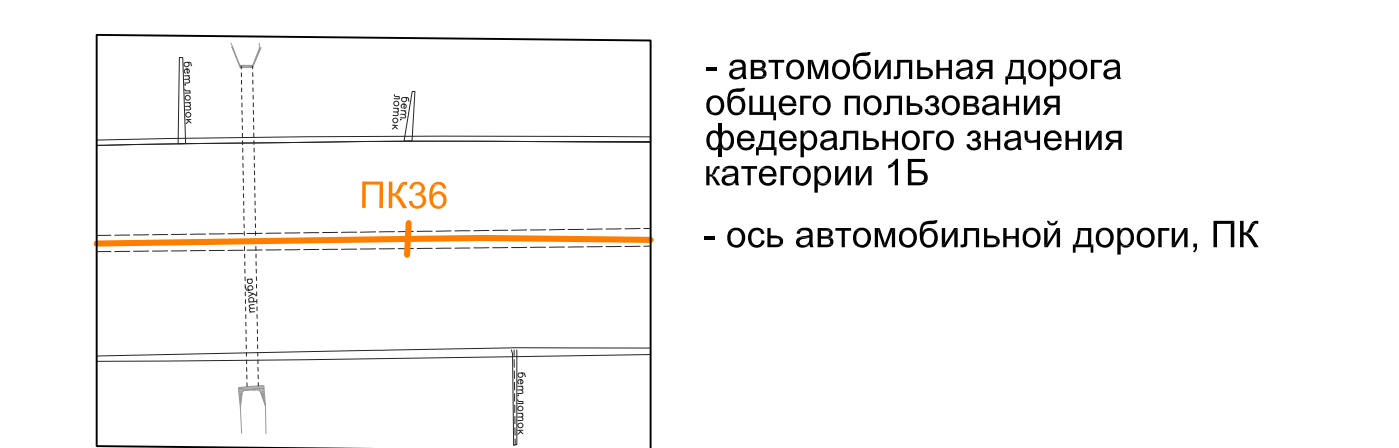 бет. лоток
бет.
лоток
ПК36
труба
бет. лоток
- автомобильная дорога
общего пользования
федерального значения
категории 1Б
- ось автомобильной дороги, ПК